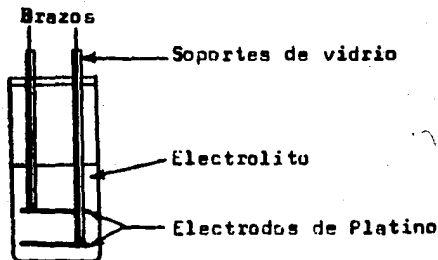 Brazos
Soportes de vidrio
Electrolito
Electrodos de Platino